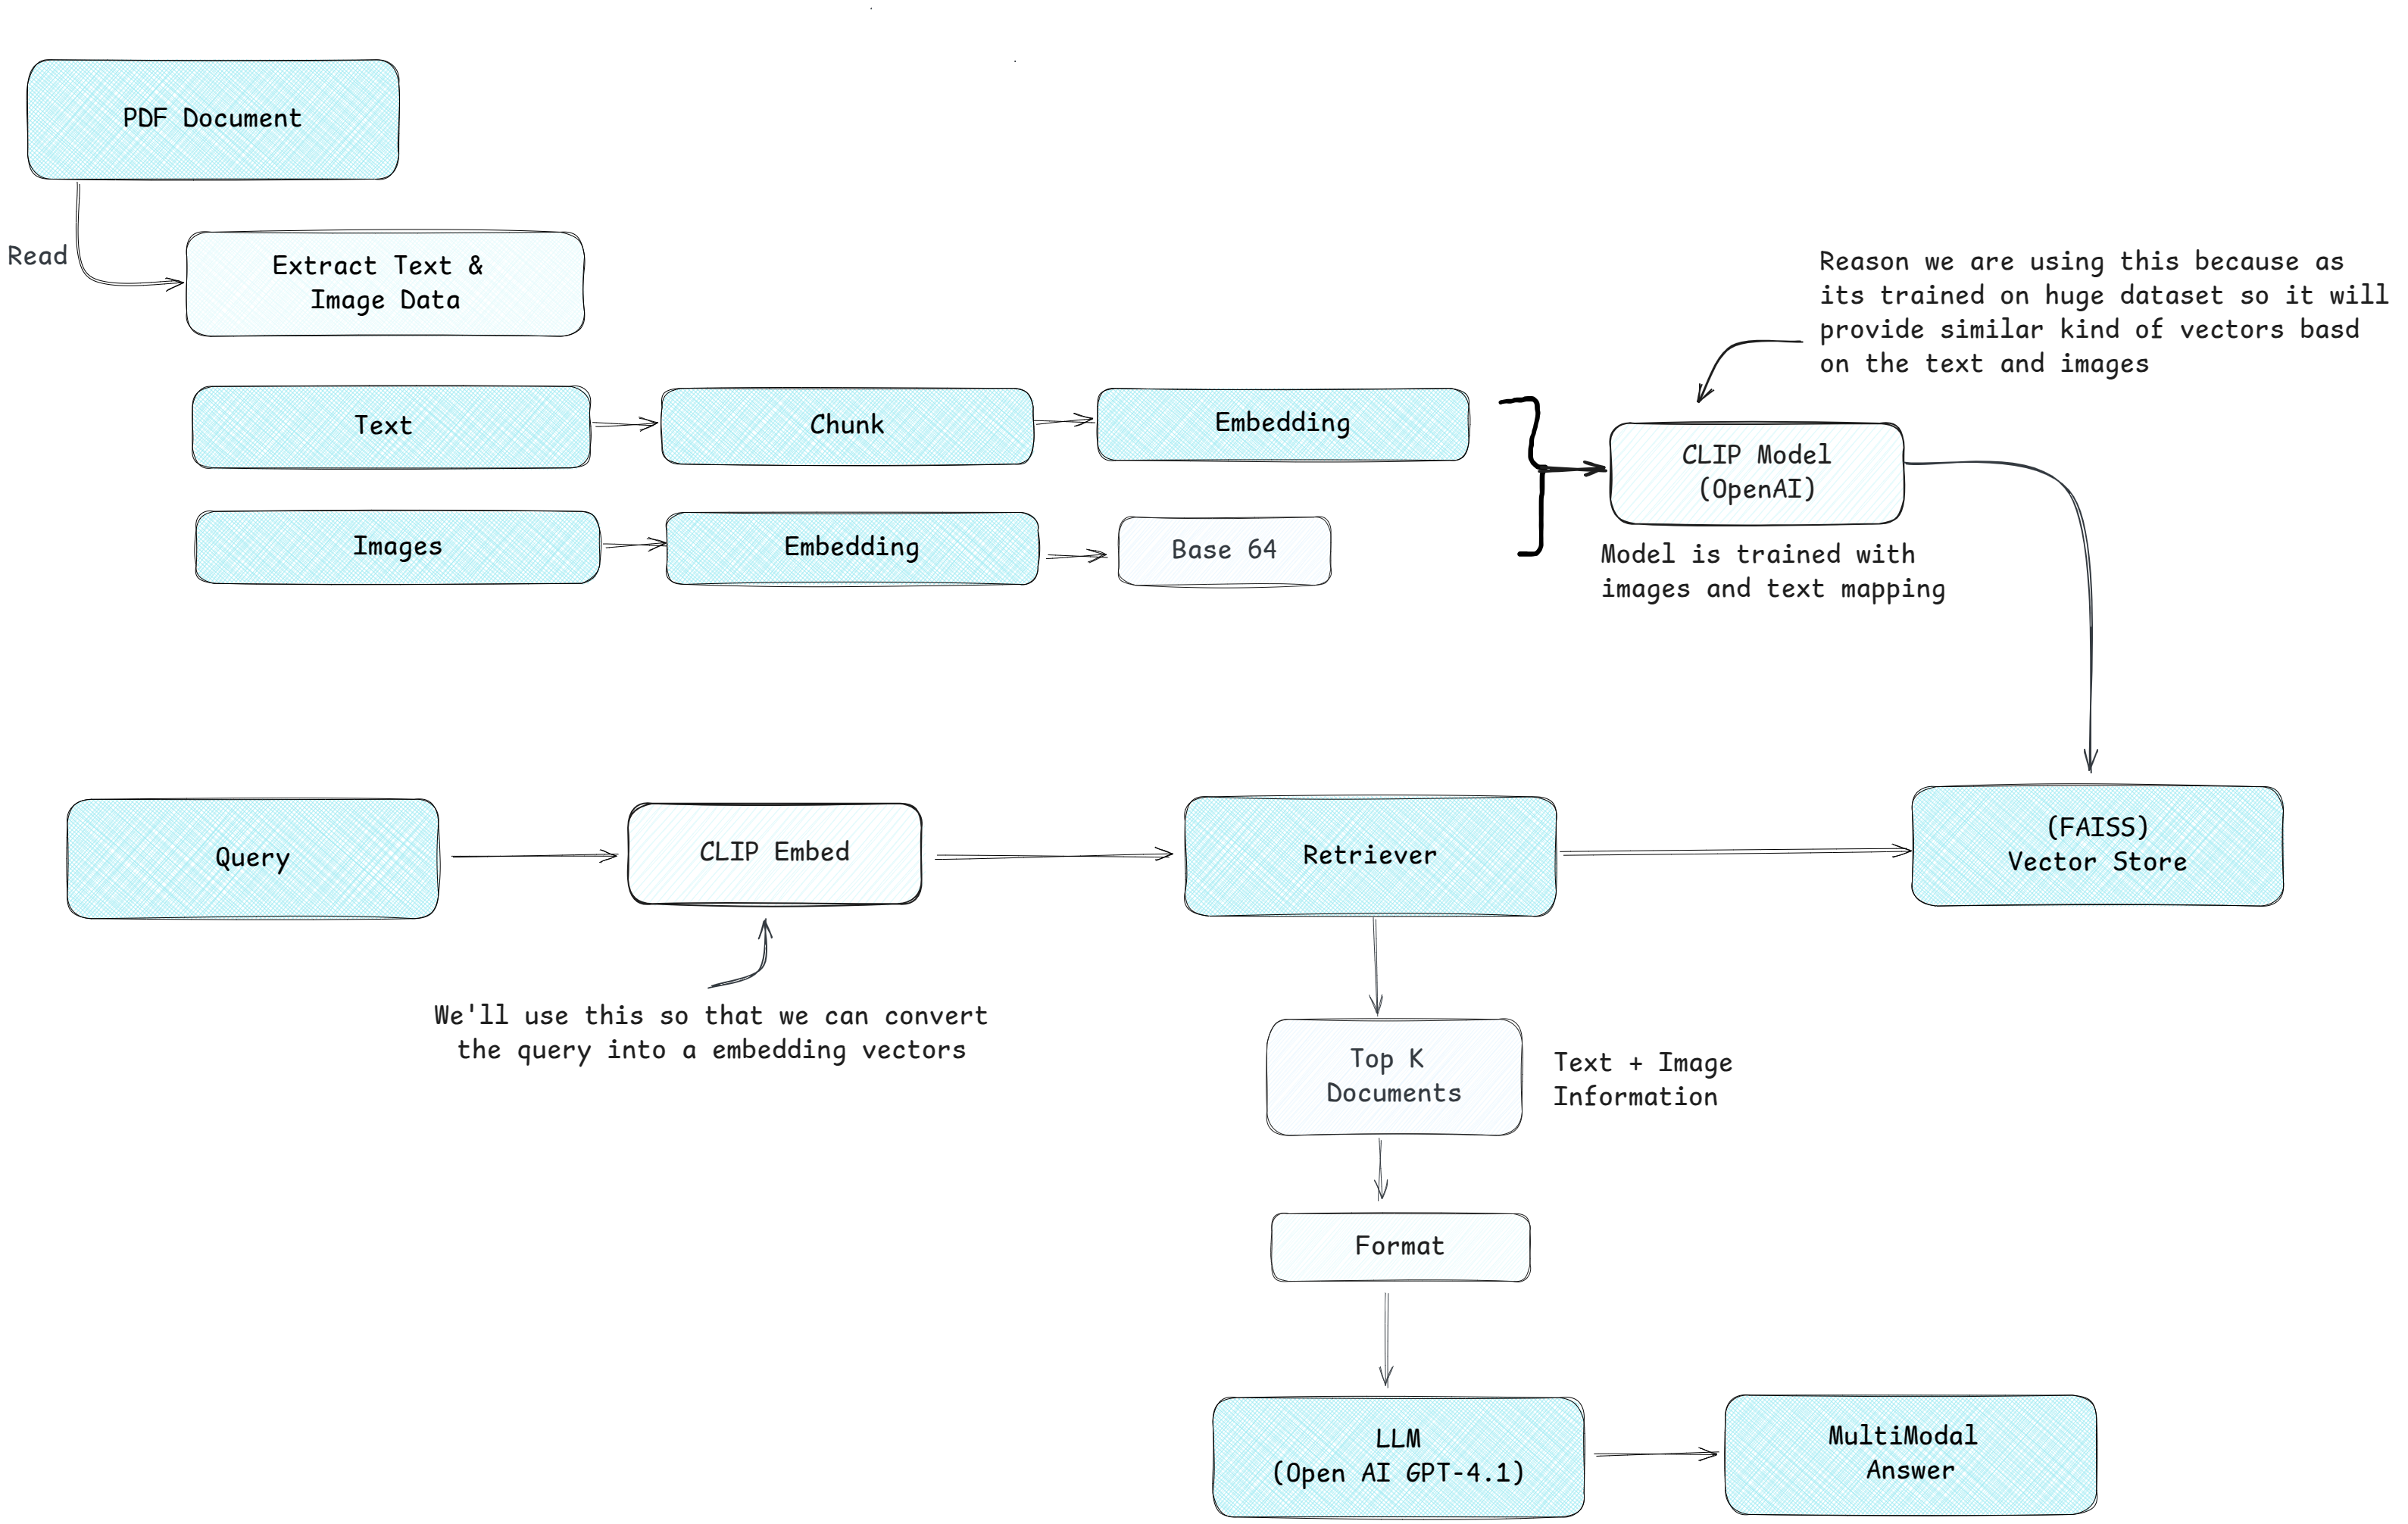 PDF Document
Read
Extract Text &
Image Data
Reason we are using this because as
its trained on huge dataset so it will
provide similar kind of vectors basd
on the text and images
Text
Chunk
Embedding
CLIP Model
(OpenAI)
Images
Embedding
Base 64
Model is trained with
images and text mapping
Query
CLIP Embed
Retriever
(FAISS)
Vector Store
We'll use this so that we can convert
the query into a embedding vectors
Top K
Documents
Text + Image
Information
Format
LLM
(Open AI GPT-4.1)
MultiModal
Answer